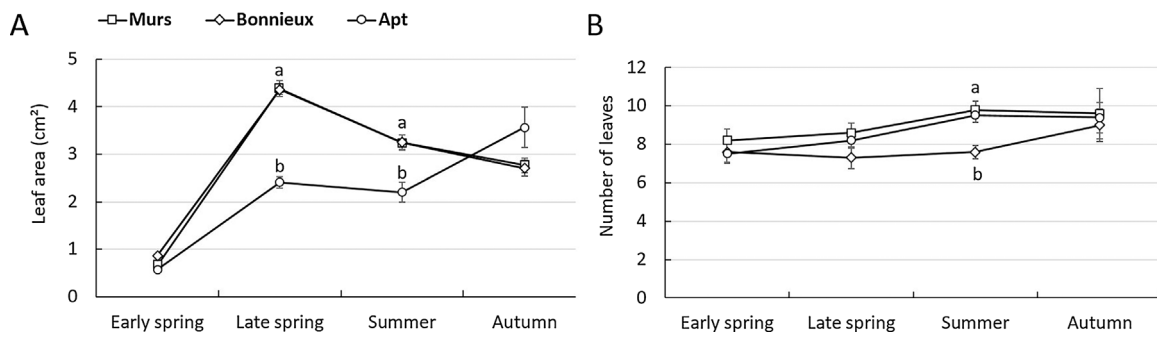 A
B
Murs Bonnieux Apt
Leaf area (cm²)
5
4
3
2
1
0
a
b
a
b
Early spring Late spring Summer Autumn
Number of leaves
12
10
8
6
4
2
0
a
b
Early spring Late spring Summer Autumn